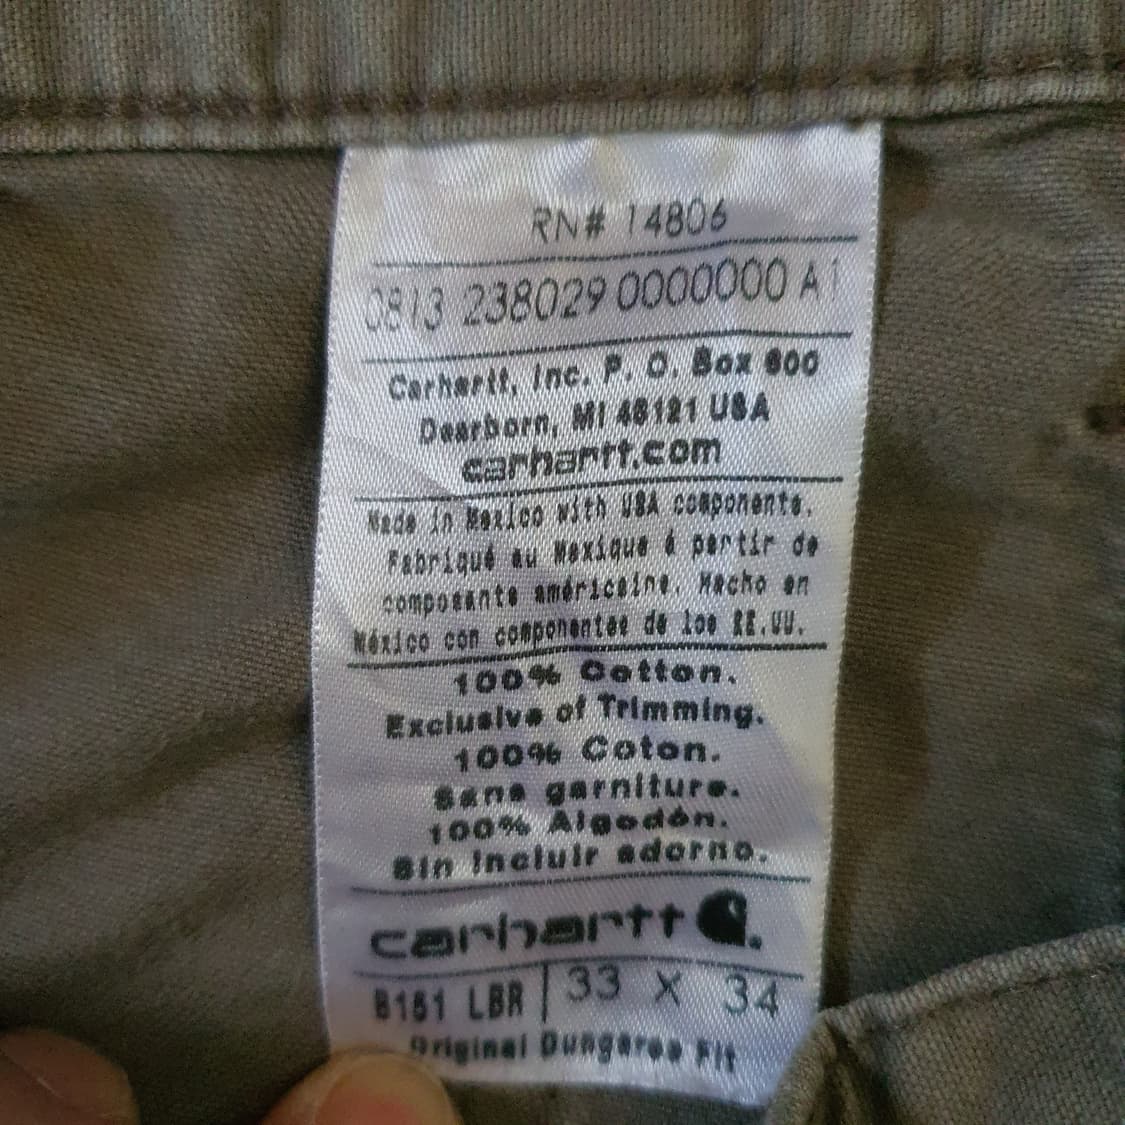 RN# 14806
0813 238029 0000000 A1
Carhartt, Inc. P. O. Box 600
Dearborn, MI 48121 USA
carhartt.com
Made in Mexico with USA components.
Fabriqué au Mexique á partir de
composants américaine. Hecho en
México con componentes de los EE.UU.
100% Cotton.
Exclusive of Trimming.
100% Coton.
Sans garniture.
100% Algodón.
Sin incluir adorno.
carhartt
B151 LBR 33 X 34
Original Dungaree Fit